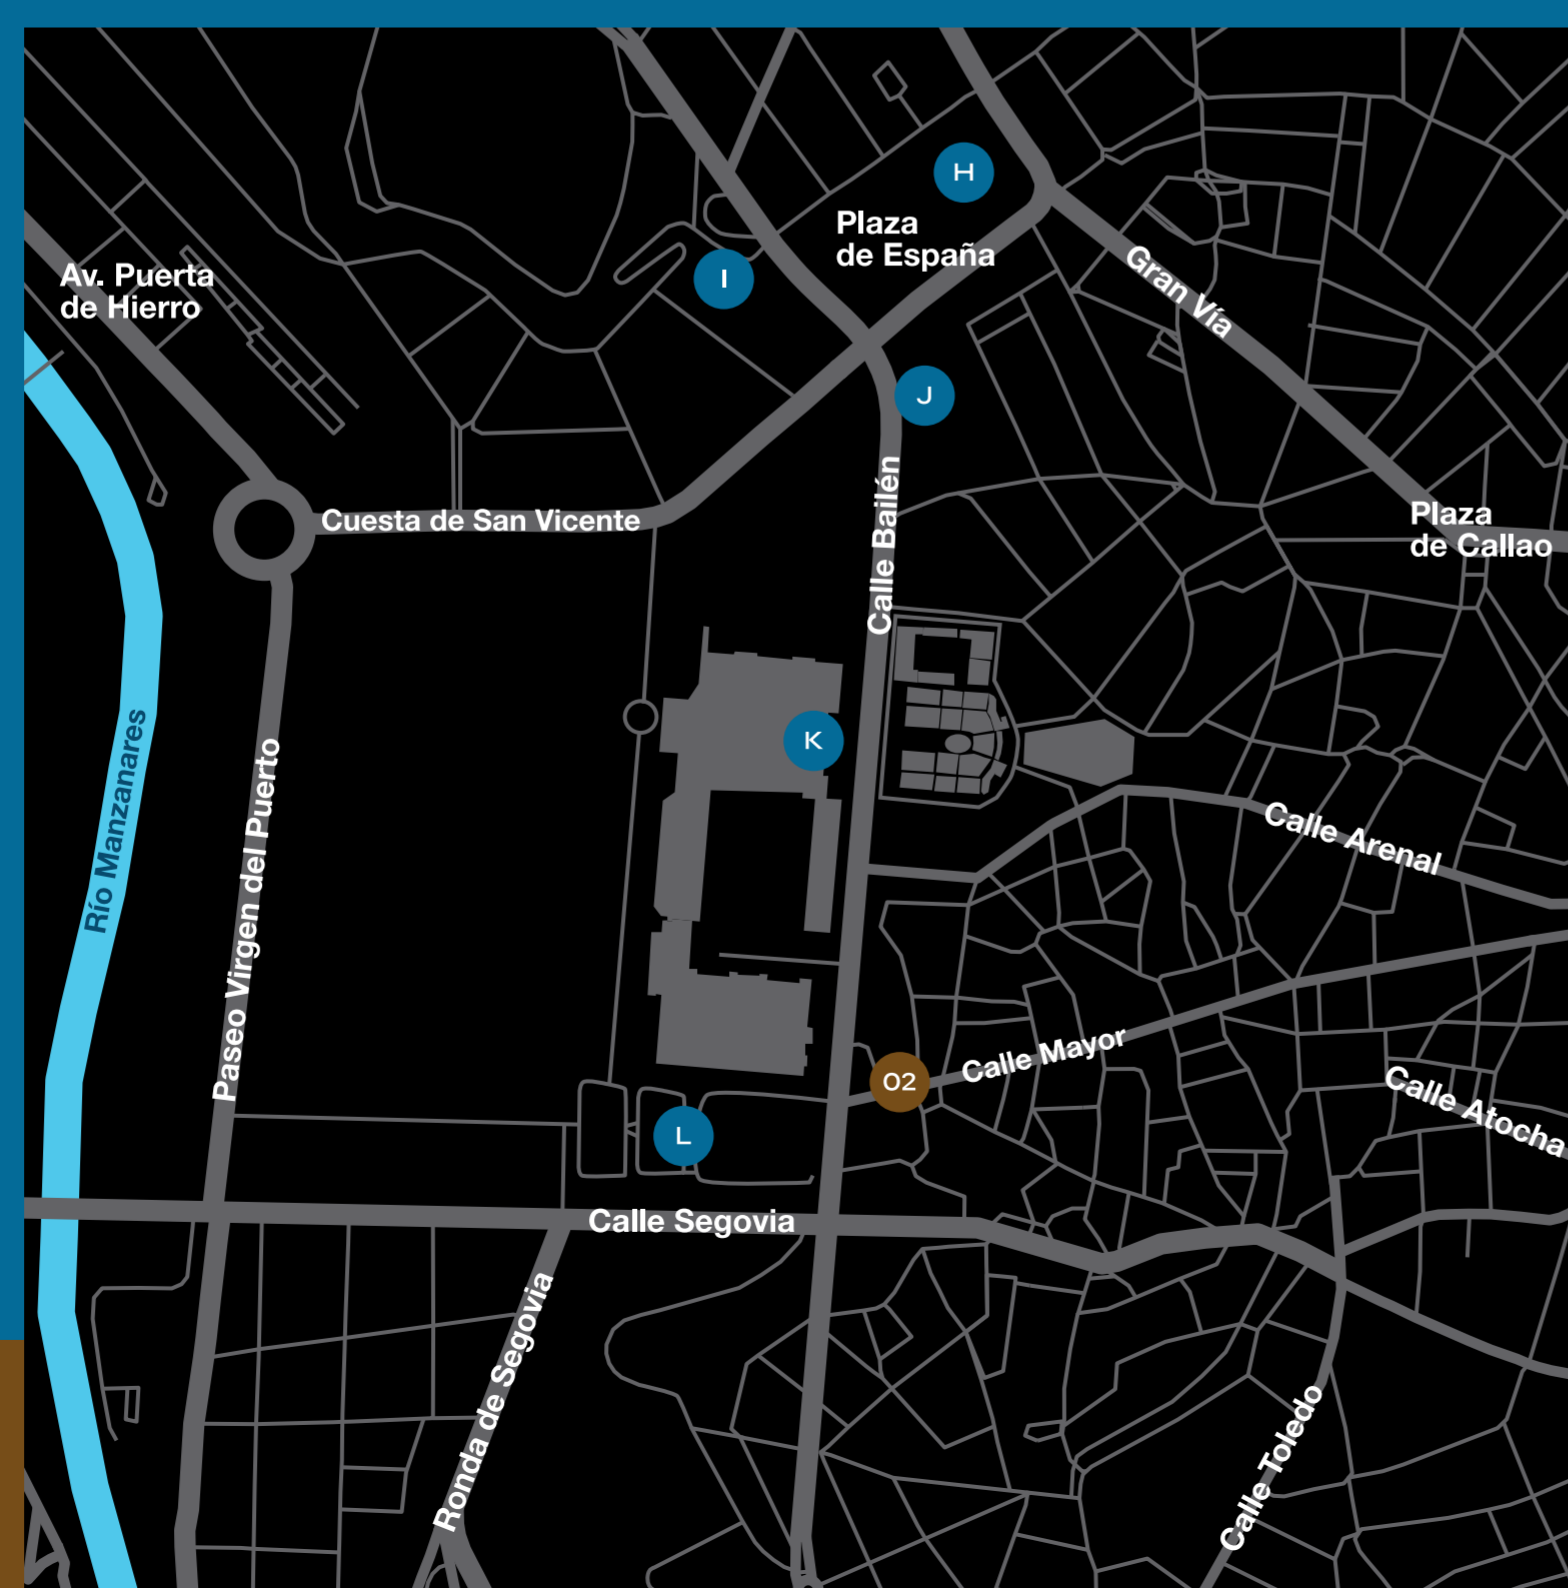 H
Plaza
de España
I
Av. Puerta
de Hierro
Gran Vía
J
Calle Bailén
Cuesta de San Vicente
Plaza
de Callao
Río Manzanares
Paseo Virgen del Puerto
K
Calle Arenal
Calle Mayor
02
Calle Atocha
L
Calle Segovia
Ronda de Segovia
Calle Toledo